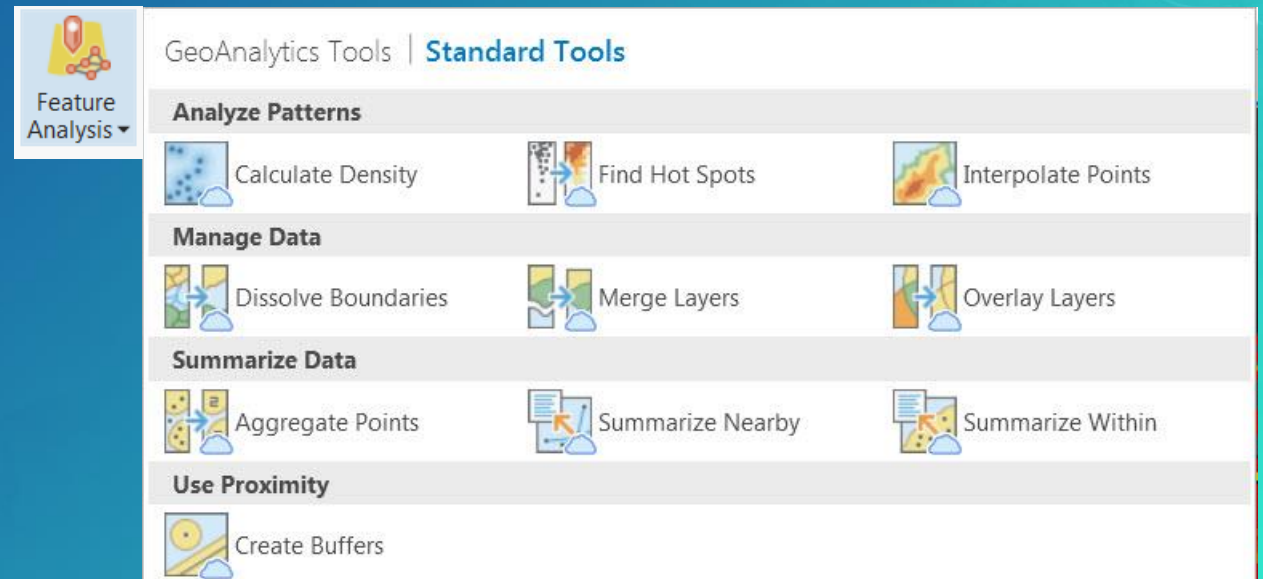 Feature
Analysis
GeoAnalytics Tools | Standard Tools
Analyze Patterns
Calculate Density
Find Hot Spots
Interpolate Points
Manage Data
Dissolve Boundaries
Merge Layers
Overlay Layers
Summarize Data
Aggregate Points
Summarize Nearby
Summarize Within
Use Proximity
Create Buffers